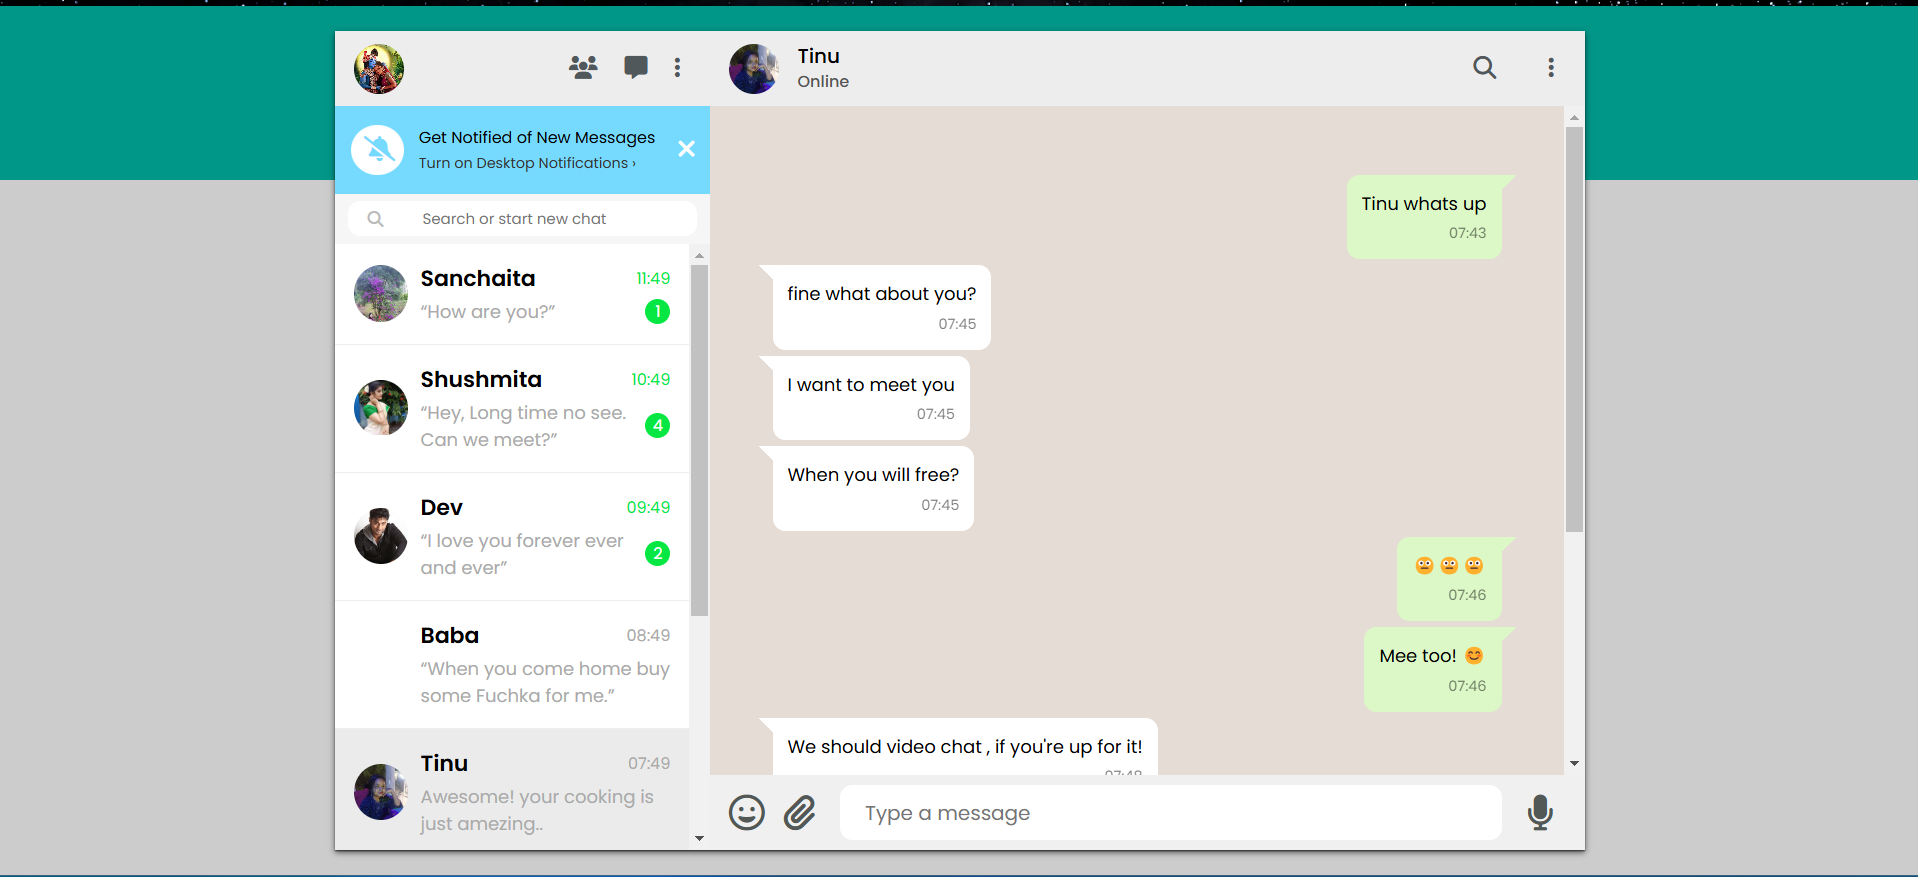 Tinu
Online
Get Notified of New Messages
Turn on Desktop Notifications ›
Search or start new chat
Sanchaita
11:49
“How are you?”
1
Shushmita
10:49
“Hey, Long time no see.
Can we meet?”
4
Dev
09:49
“I love you forever ever
and ever”
2
Baba
08:49
“When you come home buy
some Fuchka for me.”
Tinu
07:49
Awesome! your cooking is
just amezing..
Tinu whats up
07:43
fine what about you?
07:45
I want to meet you
07:45
When you will free?
07:45
😐😐😐
07:46
Mee too! 😊
07:46
We should video chat , if you're up for it!
07:48
Type a message